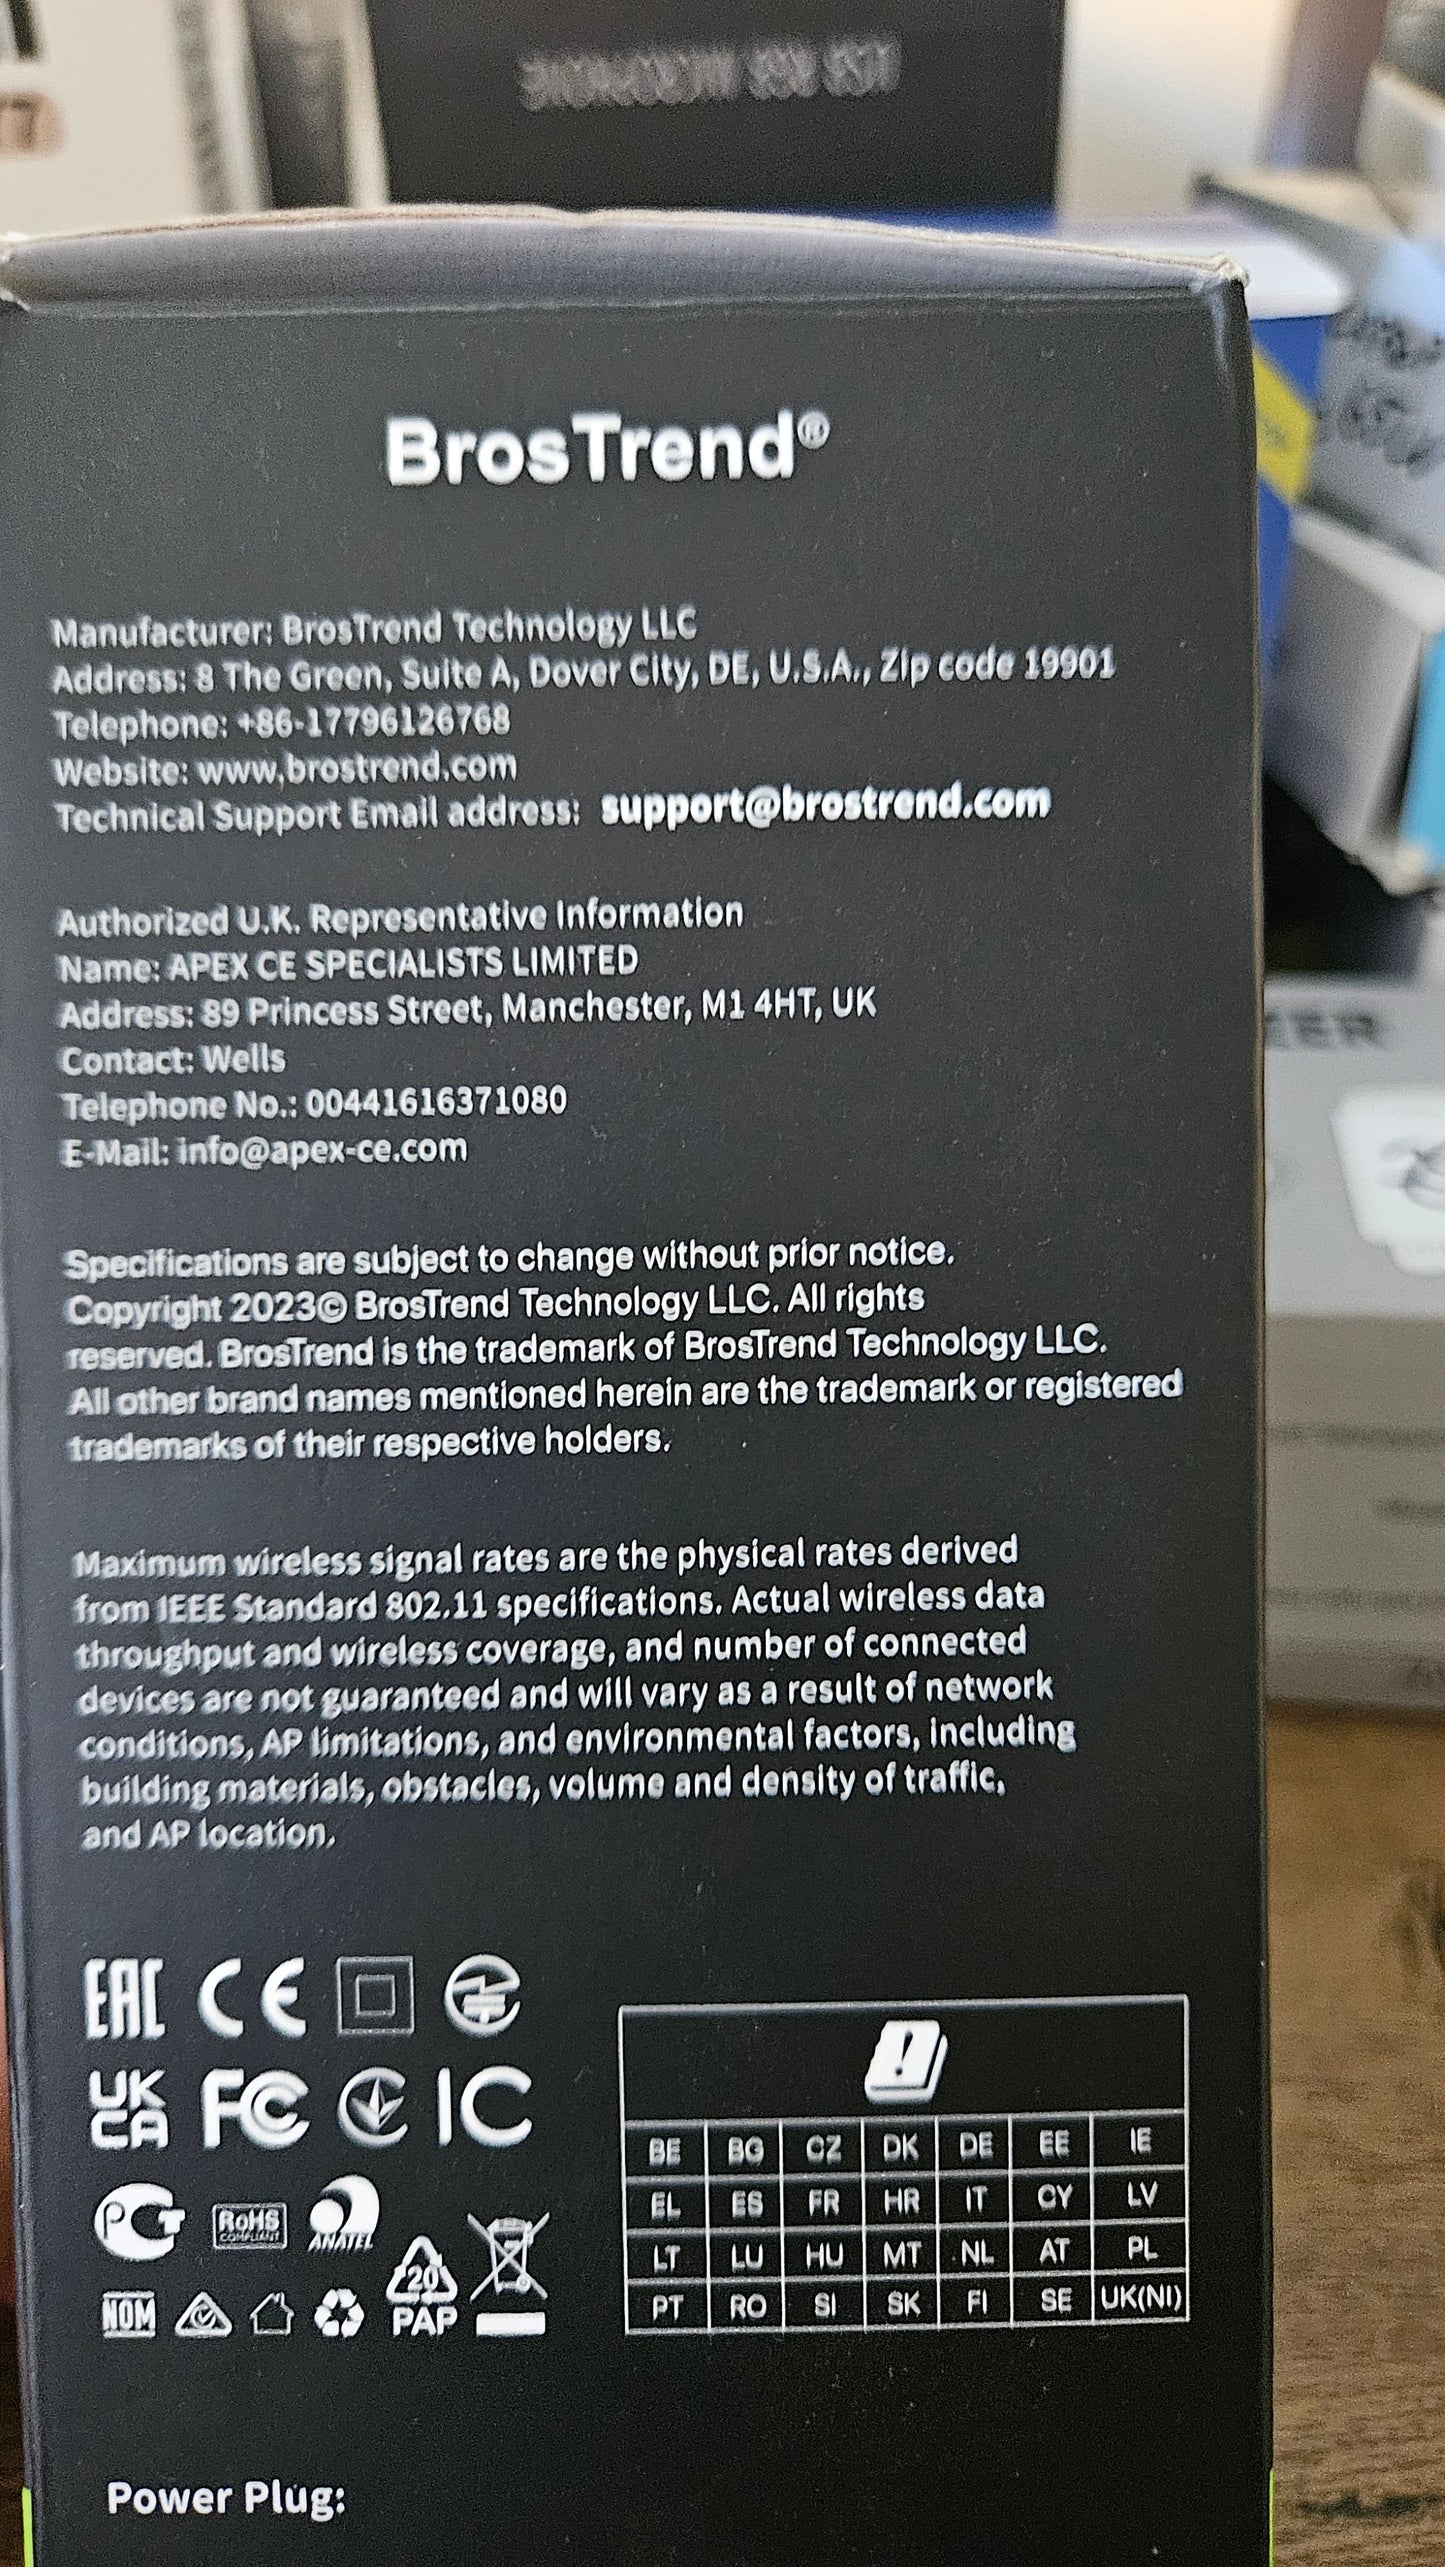 BrosTrend®
Manufacturer: BrosTrend Technology LLC
Address: 8 The Green, Suite A, Dover City, DE, U.S.A., Zip code 19901
Telephone: +86-17796126768
Website: www.brostrend.com
Technical Support Email address: support@brostrend.com
Authorized U.K. Representative Information
Name: APEX CE SPECIALISTS LIMITED
Address: 89 Princess Street, Manchester, M1 4HT, UK
Contact: Wells
Telephone No.: 00441616371080
E-Mail: info@apex-ce.com
Specifications are subject to change without prior notice.
Copyright 2023© BrosTrend Technology LLC. All rights
reserved. BrosTrend is the trademark of BrosTrend Technology LLC.
All other brand names mentioned herein are the trademark or registered
trademarks of their respective holders.
Maximum wireless signal rates are the physical rates derived
from IEEE Standard 802.11 specifications. Actual wireless data
throughput and wireless coverage, and number of connected
devices are not guaranteed and will vary as a result of network
conditions, AP limitations, and environmental factors, including
building materials, obstacles, volume and density of traffic,
and AP location.
EAC CE
UK CA FC IC
PCT RoHS COMPLIANT ANATEL
NOM 20 PAP
!
BE BG CZ DK DE EE IE
EL ES FR HR IT CY LV
LT LU HU MT NL AT PL
PT RO SI SK FI SE UK(NI)
Power Plug: